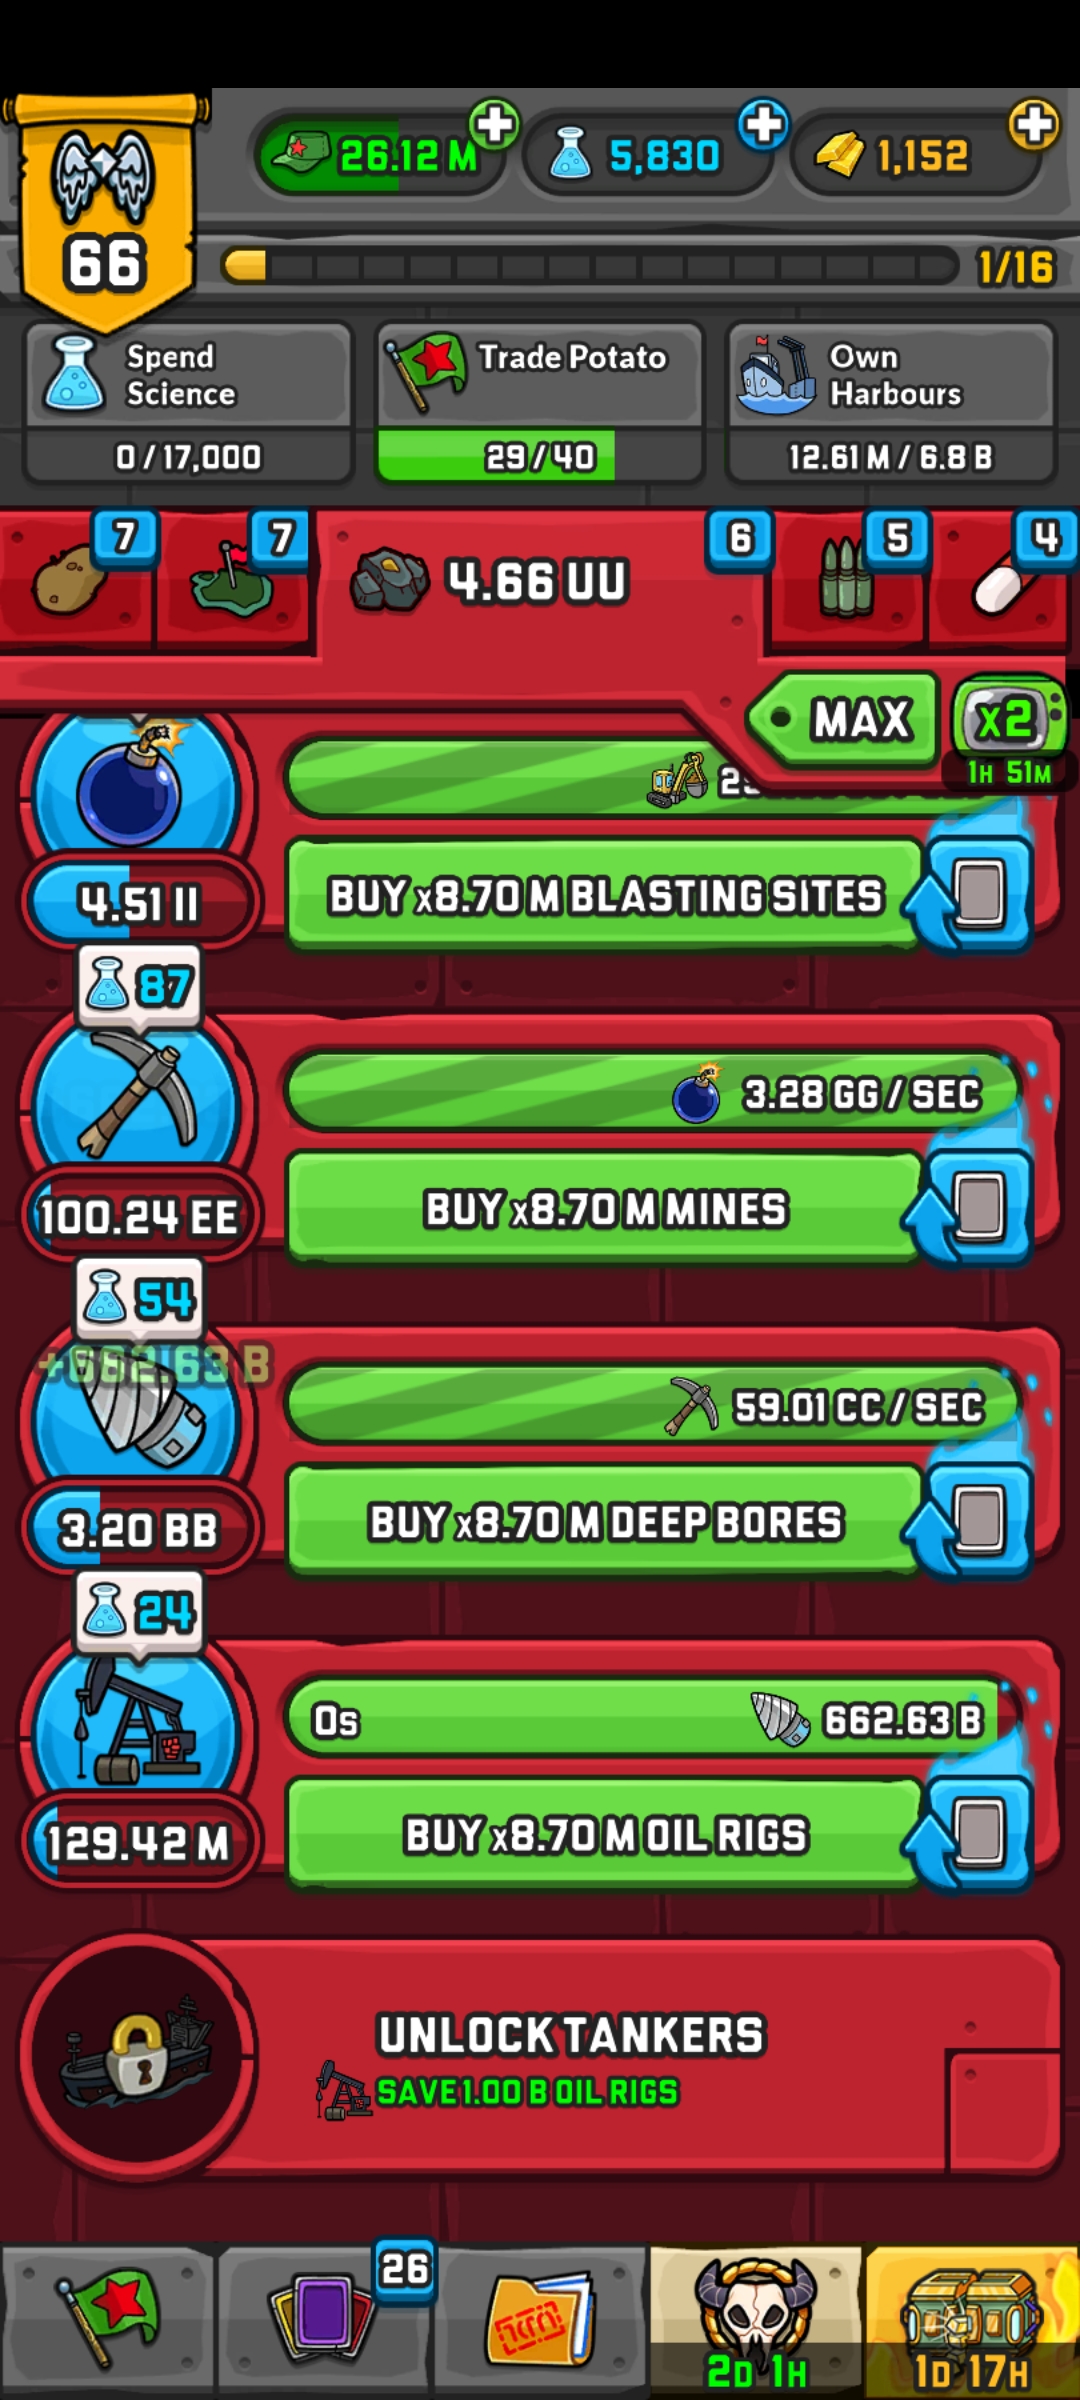 26.12 M
5,830
1,152
66
1/16
Spend
Science
Trade Potato
Own
Harbours
0/17,000
29/40
12.61 M / 6.8 B
7
7
4.66 UU
6
5
4
MAX
x2
1H 51M
4.51 II
BUY x8.70 M BLASTING SITES
87
3.28 GG / SEC
100.24 EE
BUY x8.70 M MINES
54
+662.63 B
59.01 CC / SEC
3.20 BB
BUY x8.70 M DEEP BORES
24
0s
662.63 B
129.42 M
BUY x8.70 M OIL RIGS
UNLOCK TANKERS
SAVE 1.00 B OIL RIGS
26
2D 1H
1D 17H